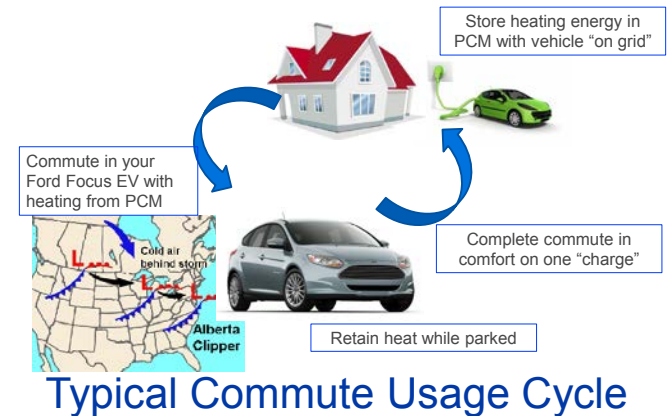 Store heating energy in
PCM with vehicle “on grid”
Commute in your
Ford Focus EV with
heating from PCM
Cold air
behind storm
L
L
L
Alberta
Clipper
Complete commute in
comfort on one “charge”
Retain heat while parked
Typical Commute Usage Cycle